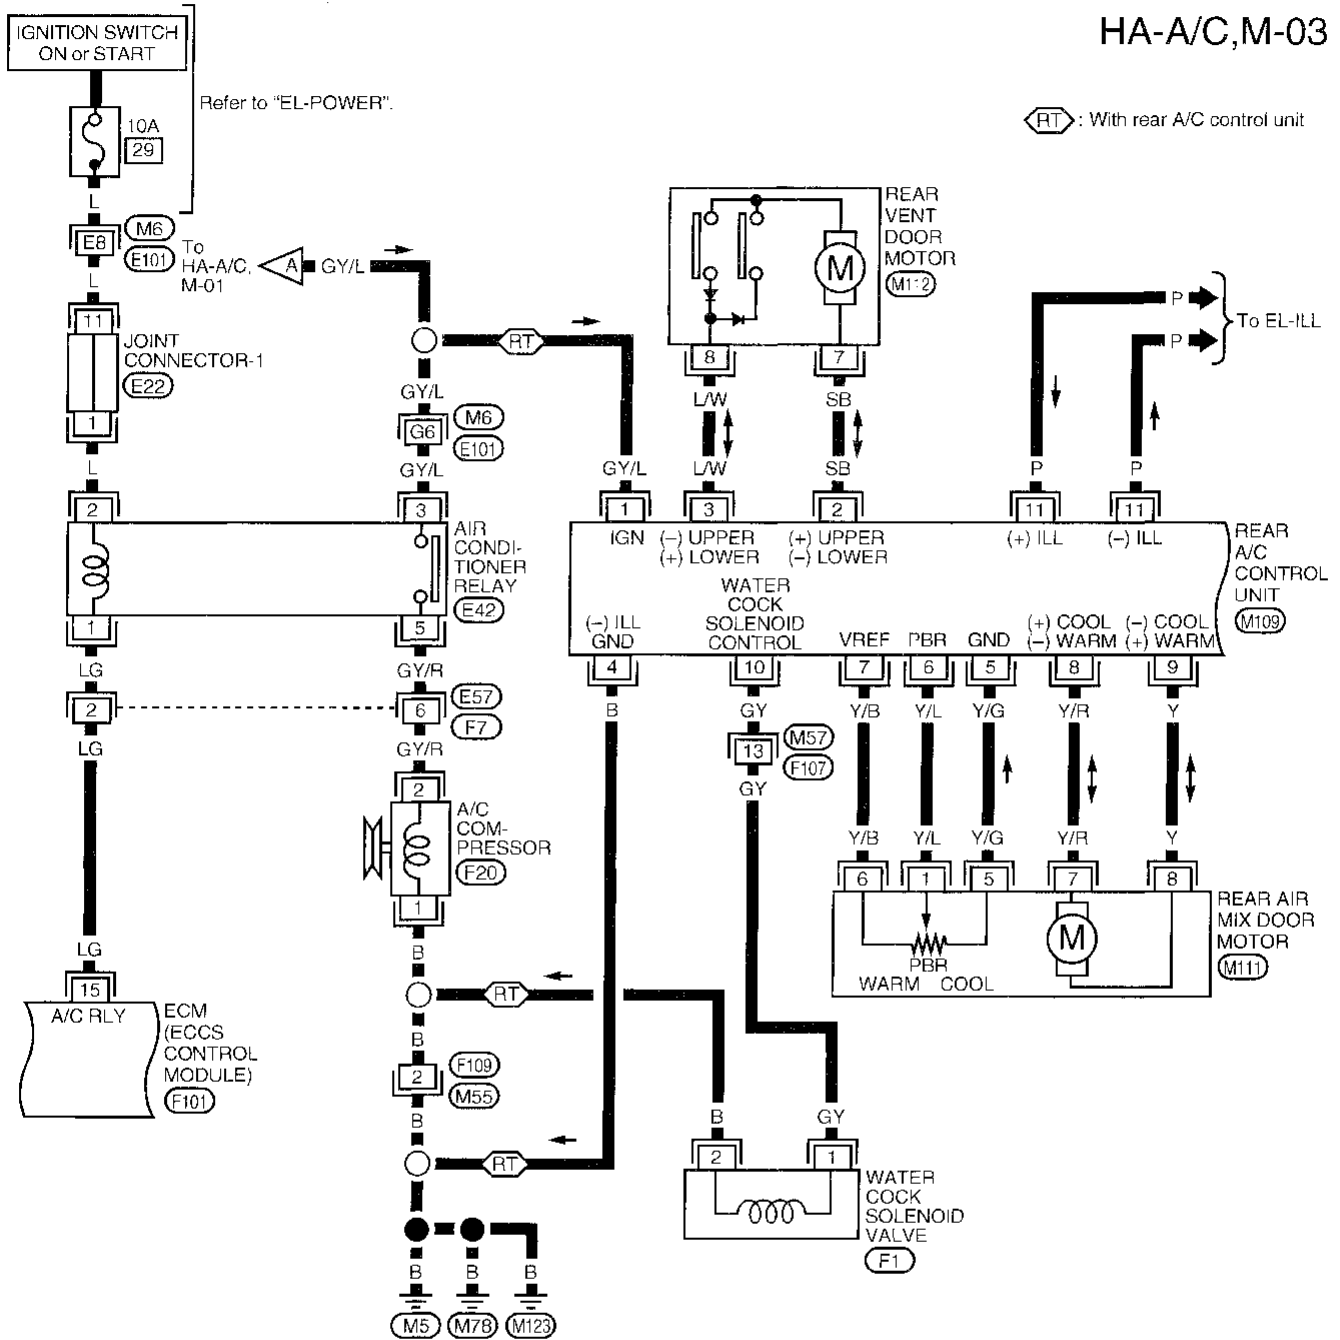 HA-A/C,M-03
IGNITION SWITCH
ON or START
Refer to "EL-POWER".
10A
29
RT : With rear A/C control unit
L
E8
M6
E101
To
HA-A/C,
M-01
A
GY/L
L
11
JOINT
CONNECTOR-1
E22
1
L
RT
GY/L
G6
M6
E101
GY/L
REAR
VENT
DOOR
MOTOR
M112
M
8
7
L/W
SB
P
P
To EL-ILL
GY/L
L/W
SB
P
P
2
3
AIR
CONDI-
TIONER
RELAY
E42
1
5
1
3
2
11
11
IGN
(−) UPPER
(+) LOWER
(+) UPPER
(−) LOWER
(+) ILL
(−) ILL
REAR
A/C
CONTROL
UNIT
M109
(−) ILL
GND
WATER
COCK
SOLENOID
CONTROL
VREF
PBR
GND
(+) COOL
(−) WARM
(−) COOL
(+) WARM
4
10
7
6
5
8
9
LG
GY/R
2
6
E57
F7
LG
GY/R
B
GY
13
M57
F107
GY
Y/B
Y/L
Y/G
Y/R
Y
2
A/C
COM-
PRESSOR
F20
1
Y/B
Y/L
Y/G
Y/R
Y
6
1
5
7
8
REAR AIR
MIX DOOR
MOTOR
M111
M
PBR
WARM COOL
LG
15
A/C RLY
ECM
(ECCS
CONTROL
MODULE)
F101
B
RT
B
2
F109
M55
B
RT
B
GY
2
1
WATER
COCK
SOLENOID
VALVE
F1
B
B
B
M5
M78
M123